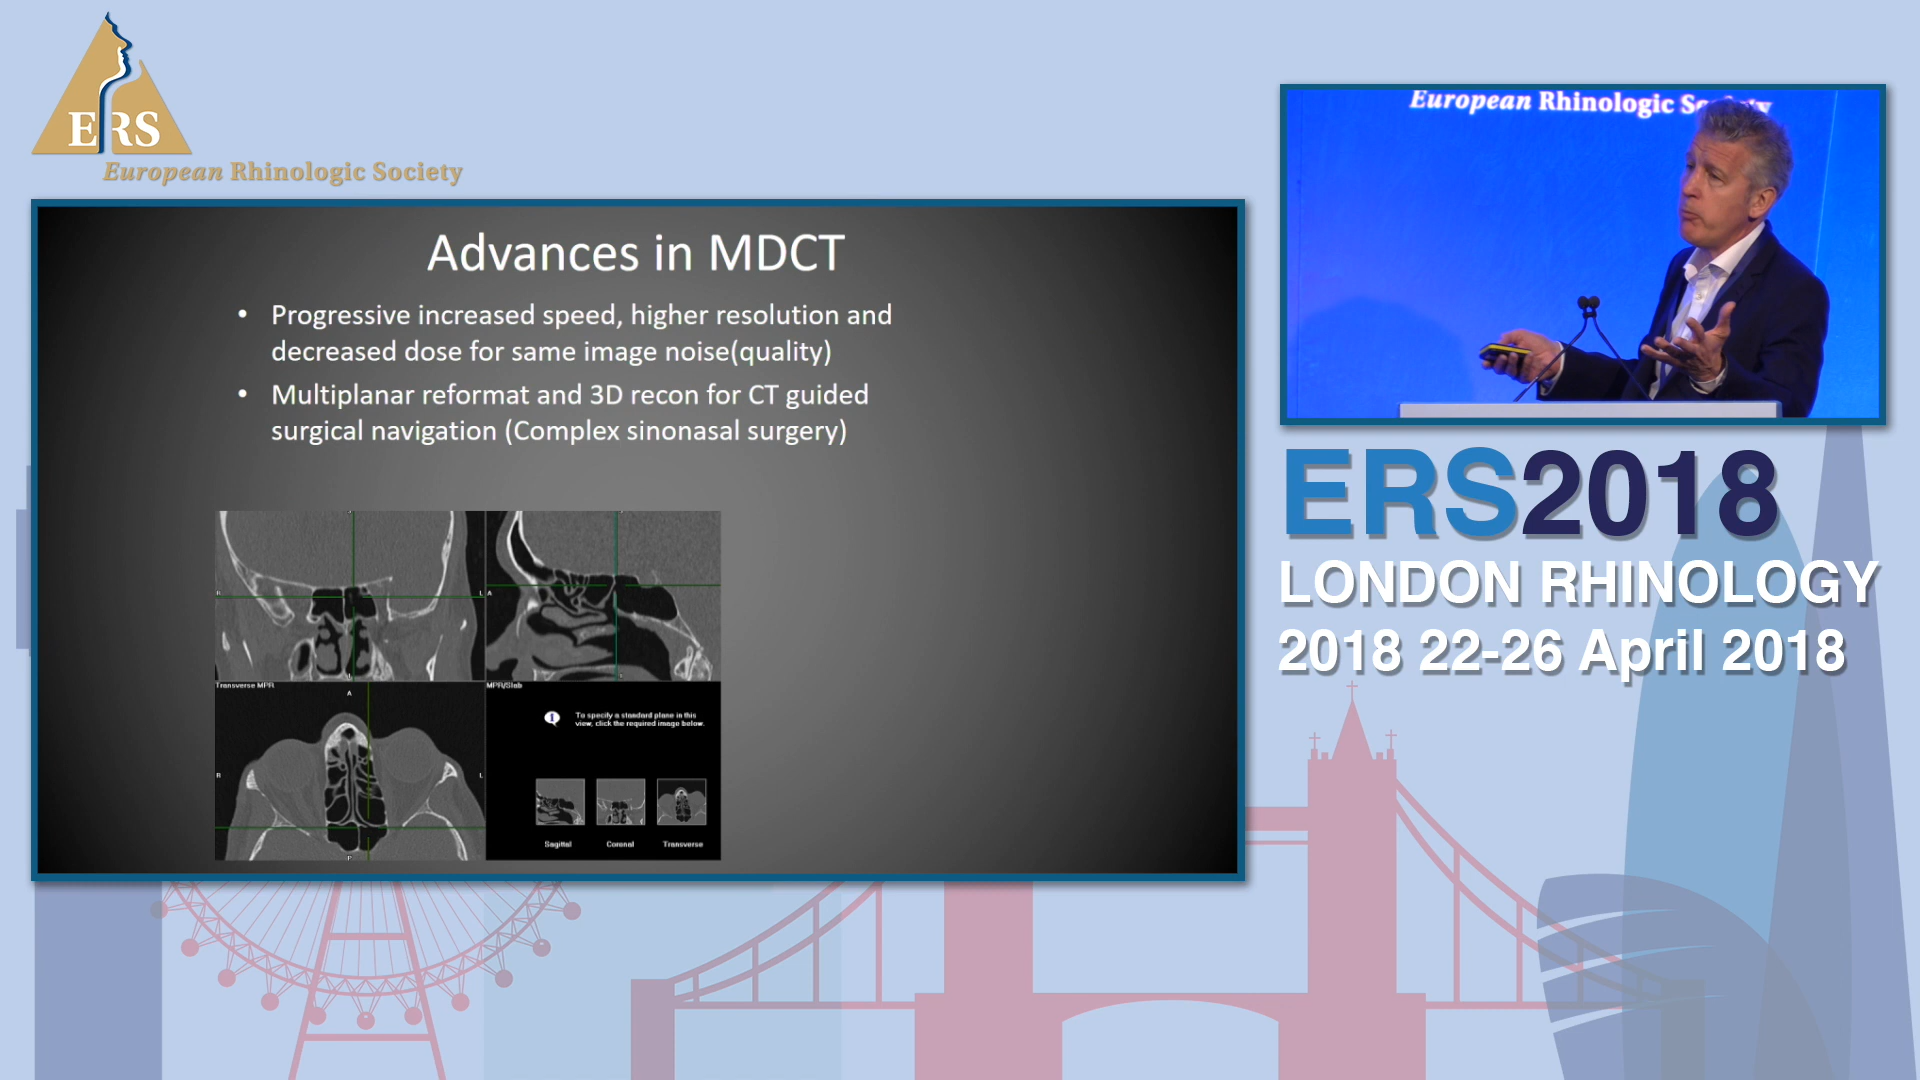 ERS
European Rhinologic Society
Advances in MDCT
• Progressive increased speed, higher resolution and
decreased dose for same image noise(quality)
• Multiplanar reformat and 3D recon for CT guided
surgical navigation (Complex sinonasal surgery)
R
L
A
Transverse MPR
A
R
L
P
MPR/Slab
To specify a standard plane in this
view, click the required image below.
Sagittal Coronal Transverse
European Rhinologic Society
ERS2018
LONDON RHINOLOGY
2018 22-26 April 2018